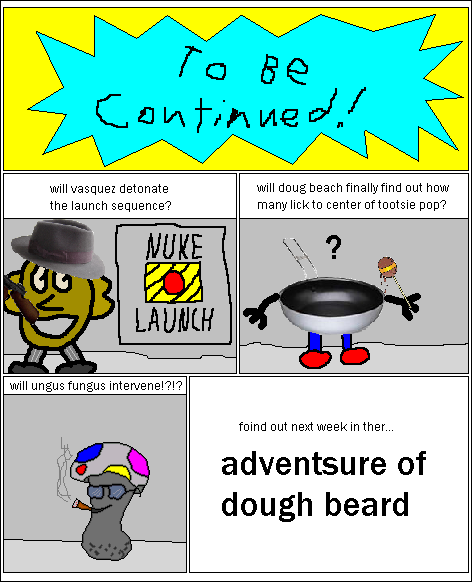 To Be
Continued!
will vasquez detonate
the launch sequence?
will doug beach finally find out how
many lick to center of tootsie pop?
NUKE
LAUNCH
?
will ungus fungus intervene!?!?
foind out next week in ther...
adventsure of
dough beard